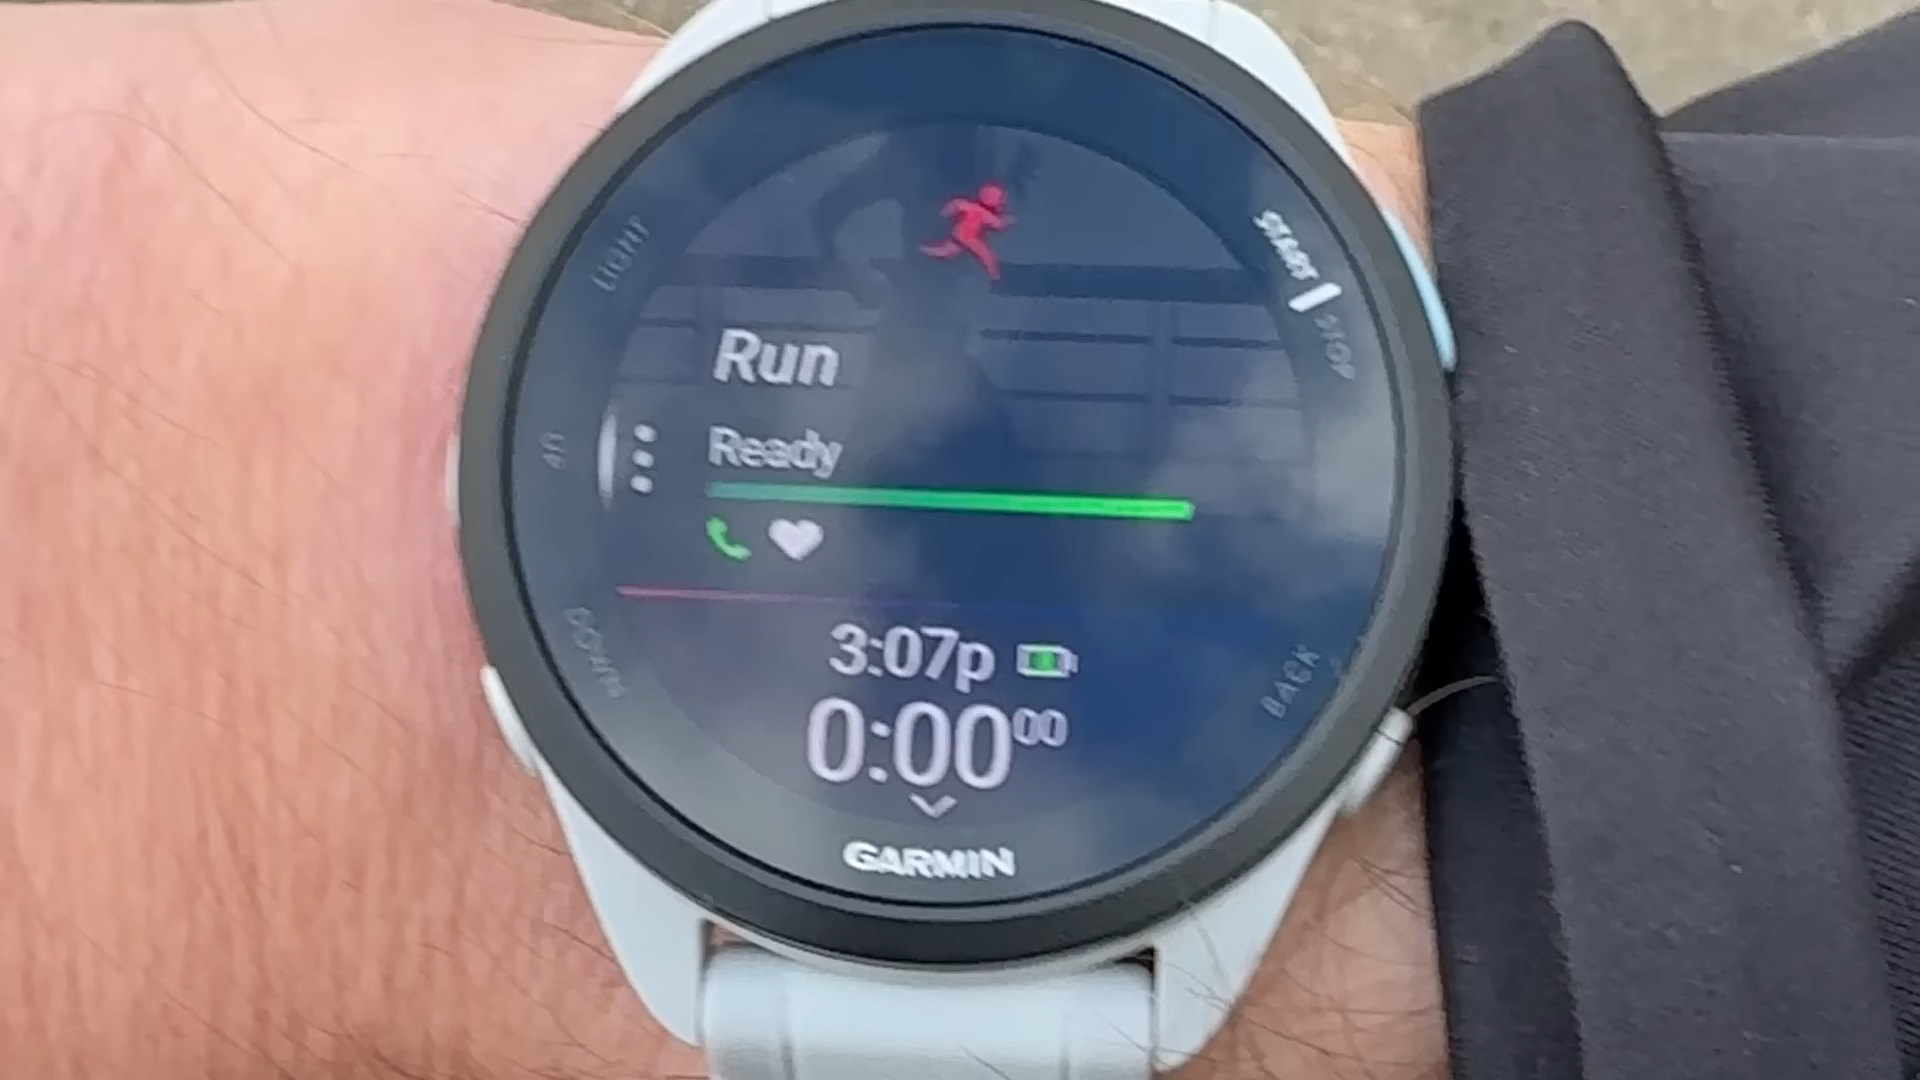 START
STOP
LIGHT
Run
Ready
UP
3:07p
DOWN
0:00 00
BACK
GARMIN